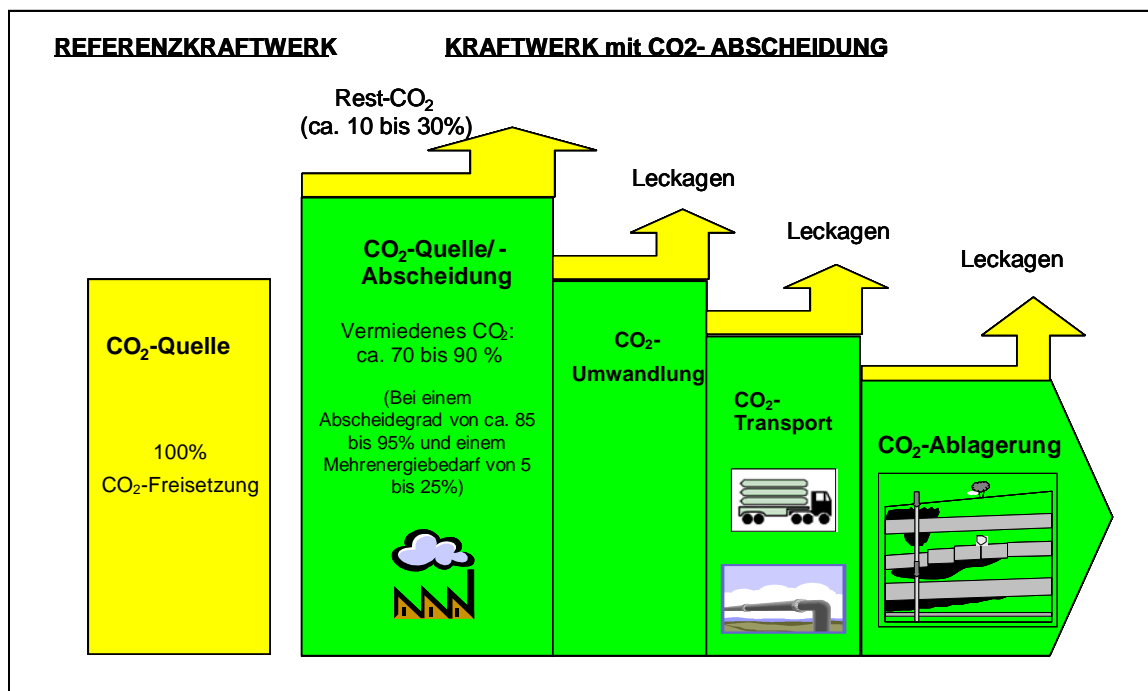 REFERENZKRAFTWERK
KRAFTWERK mit CO2- ABSCHEIDUNG
Rest-CO₂
(ca. 10 bis 30%)
Leckagen
Leckagen
Leckagen
CO₂-Quelle
100%
CO₂-Freisetzung
CO₂-Quelle/ -
Abscheidung
Vermiedenes CO₂:
ca. 70 bis 90 %
(Bei einem
Abscheidegrad von ca. 85
bis 95% und einem
Mehrenergiebedarf von 5
bis 25%)
CO₂-
Umwandlung
CO₂-
Transport
CO₂-Ablagerung